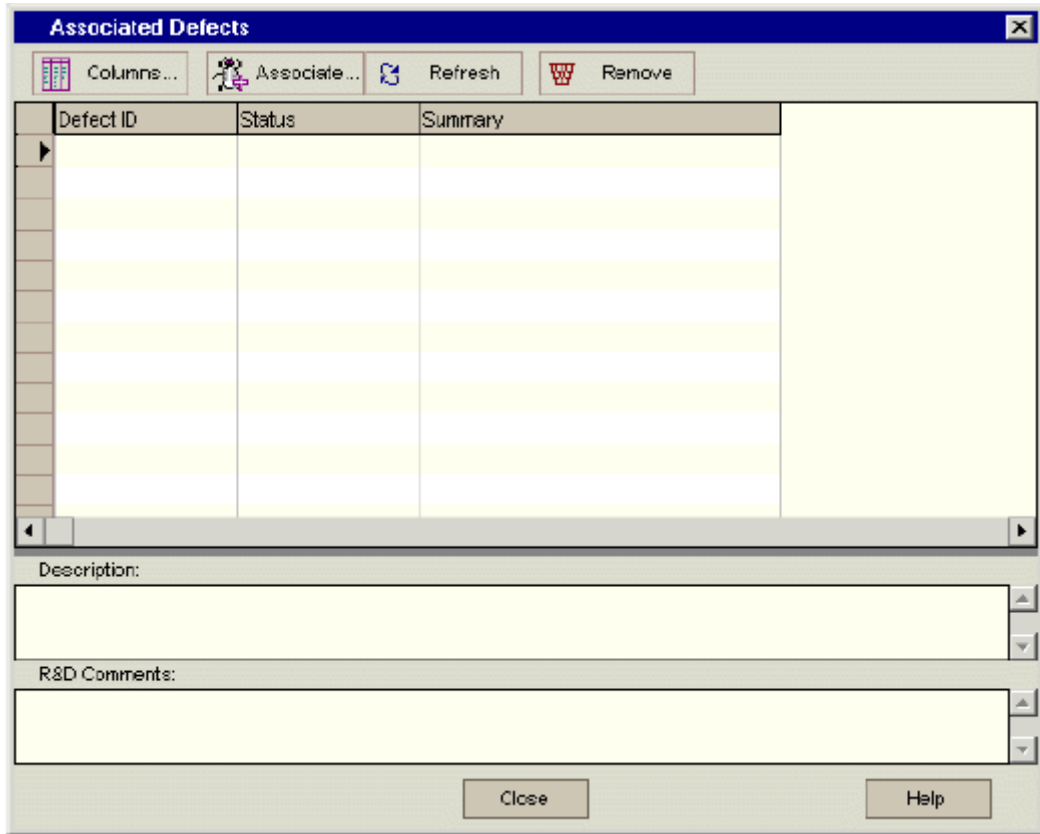 Associated Defects
Columns... Associate... Refresh Remove
Defect ID Status Summary
Description:
R&D Comments:
Close Help